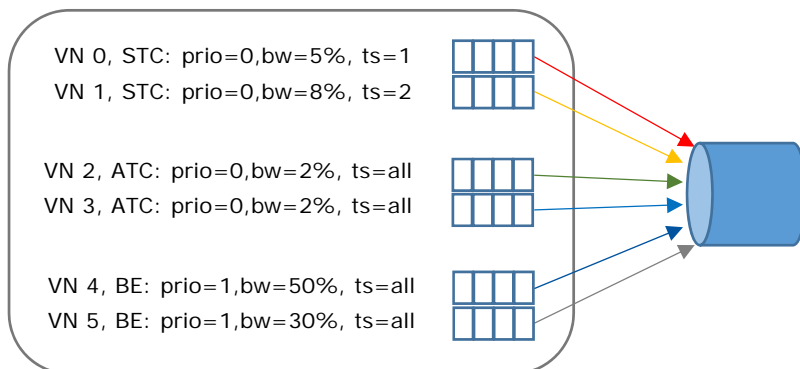 VN 0, STC: prio=0,bw=5%, ts=1
VN 1, STC: prio=0,bw=8%, ts=2
VN 2, ATC: prio=0,bw=2%, ts=all
VN 3, ATC: prio=0,bw=2%, ts=all
VN 4, BE: prio=1,bw=50%, ts=all
VN 5, BE: prio=1,bw=30%, ts=all